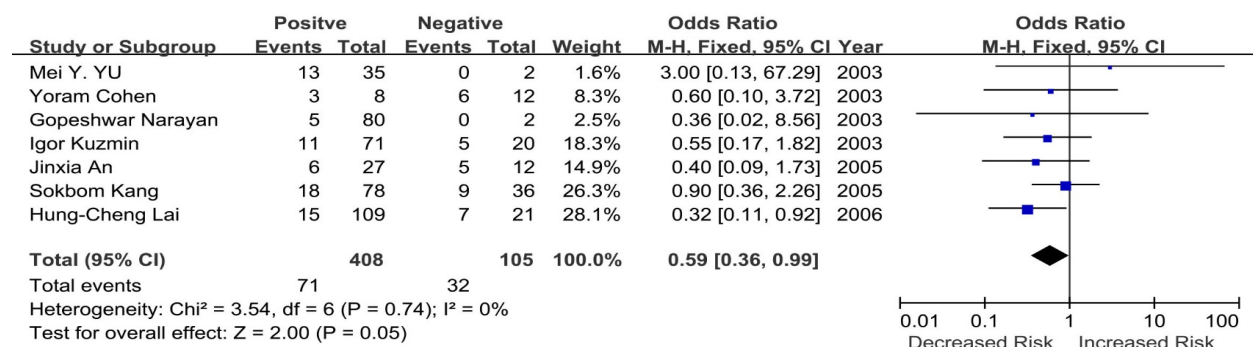 Positve Negative Odds Ratio Odds Ratio
Study or Subgroup Events Total Events Total Weight M-H, Fixed, 95% CI Year M-H, Fixed, 95% CI
Mei Y. YU 13 35 0 2 1.6% 3.00 [0.13, 67.29] 2003
Yoram Cohen 3 8 6 12 8.3% 0.60 [0.10, 3.72] 2003
Gopeshwar Narayan 5 80 0 2 2.5% 0.36 [0.02, 8.56] 2003
Igor Kuzmin 11 71 5 20 18.3% 0.55 [0.17, 1.82] 2003
Jinxia An 6 27 5 12 14.9% 0.40 [0.09, 1.73] 2005
Sokbom Kang 18 78 9 36 26.3% 0.90 [0.36, 2.26] 2005
Hung-Cheng Lai 15 109 7 21 28.1% 0.32 [0.11, 0.92] 2006
Total (95% CI) 408 105 100.0% 0.59 [0.36, 0.99]
Total events 71 32
Heterogeneity: Chi² = 3.54, df = 6 (P = 0.74); I² = 0%
Test for overall effect: Z = 2.00 (P = 0.05)
0.01 0.1 1 10 100
Decreased Risk Increased Risk